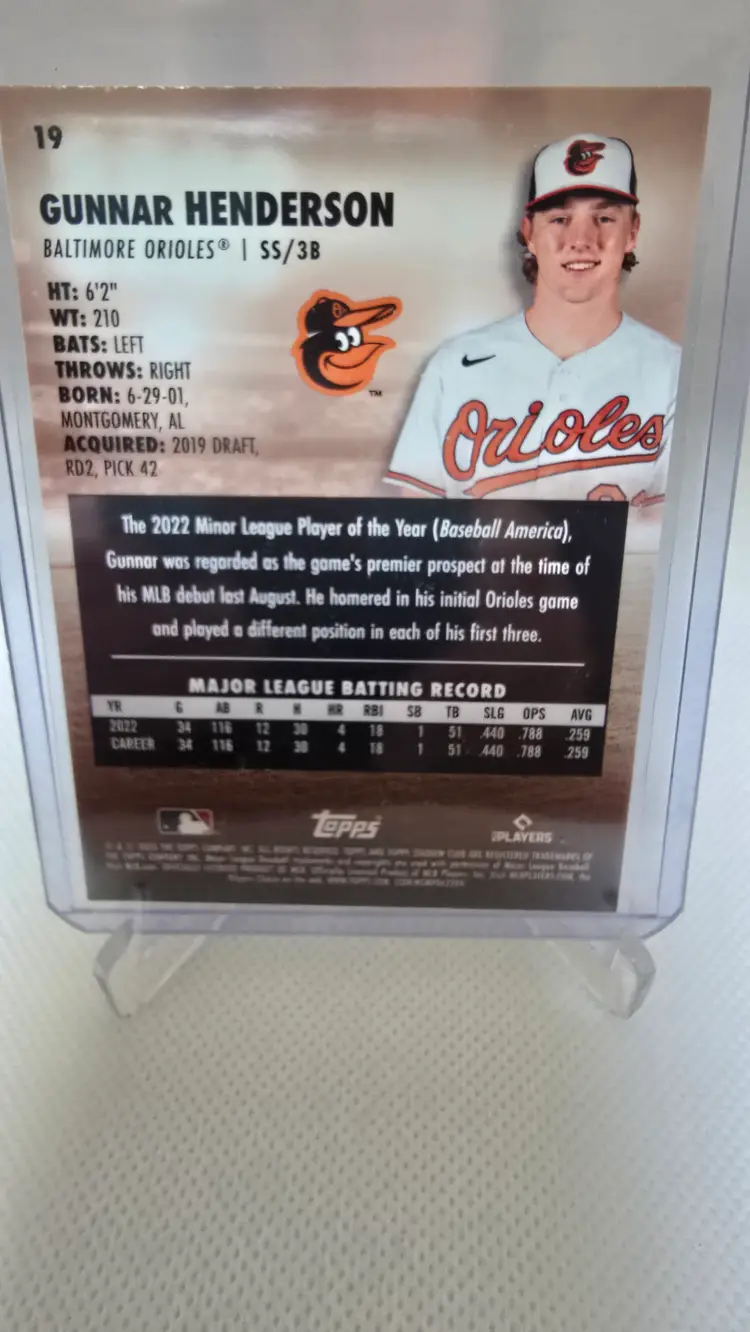 19
GUNNAR HENDERSON
BALTIMORE ORIOLES® | SS/3B
HT: 6'2"
WT: 210
BATS: LEFT
THROWS: RIGHT
BORN: 6-29-01,
MONTGOMERY, AL
ACQUIRED: 2019 DRAFT,
RD2, PICK 42
TM
Orioles
The 2022 Minor League Player of the Year (Baseball America),
Gunnar was regarded as the game's premier prospect at the time of
his MLB debut last August. He homered in his initial Orioles game
and played a different position in each of his first three.
MAJOR LEAGUE BATTING RECORD
YR G AB R H HR RBI SB TB SLG OPS AVG
2022 34 116 12 30 4 18 1 51 .440 .788 .259
CAREER 34 116 12 30 4 18 1 51 .440 .788 .259
Topps
PLAYERS